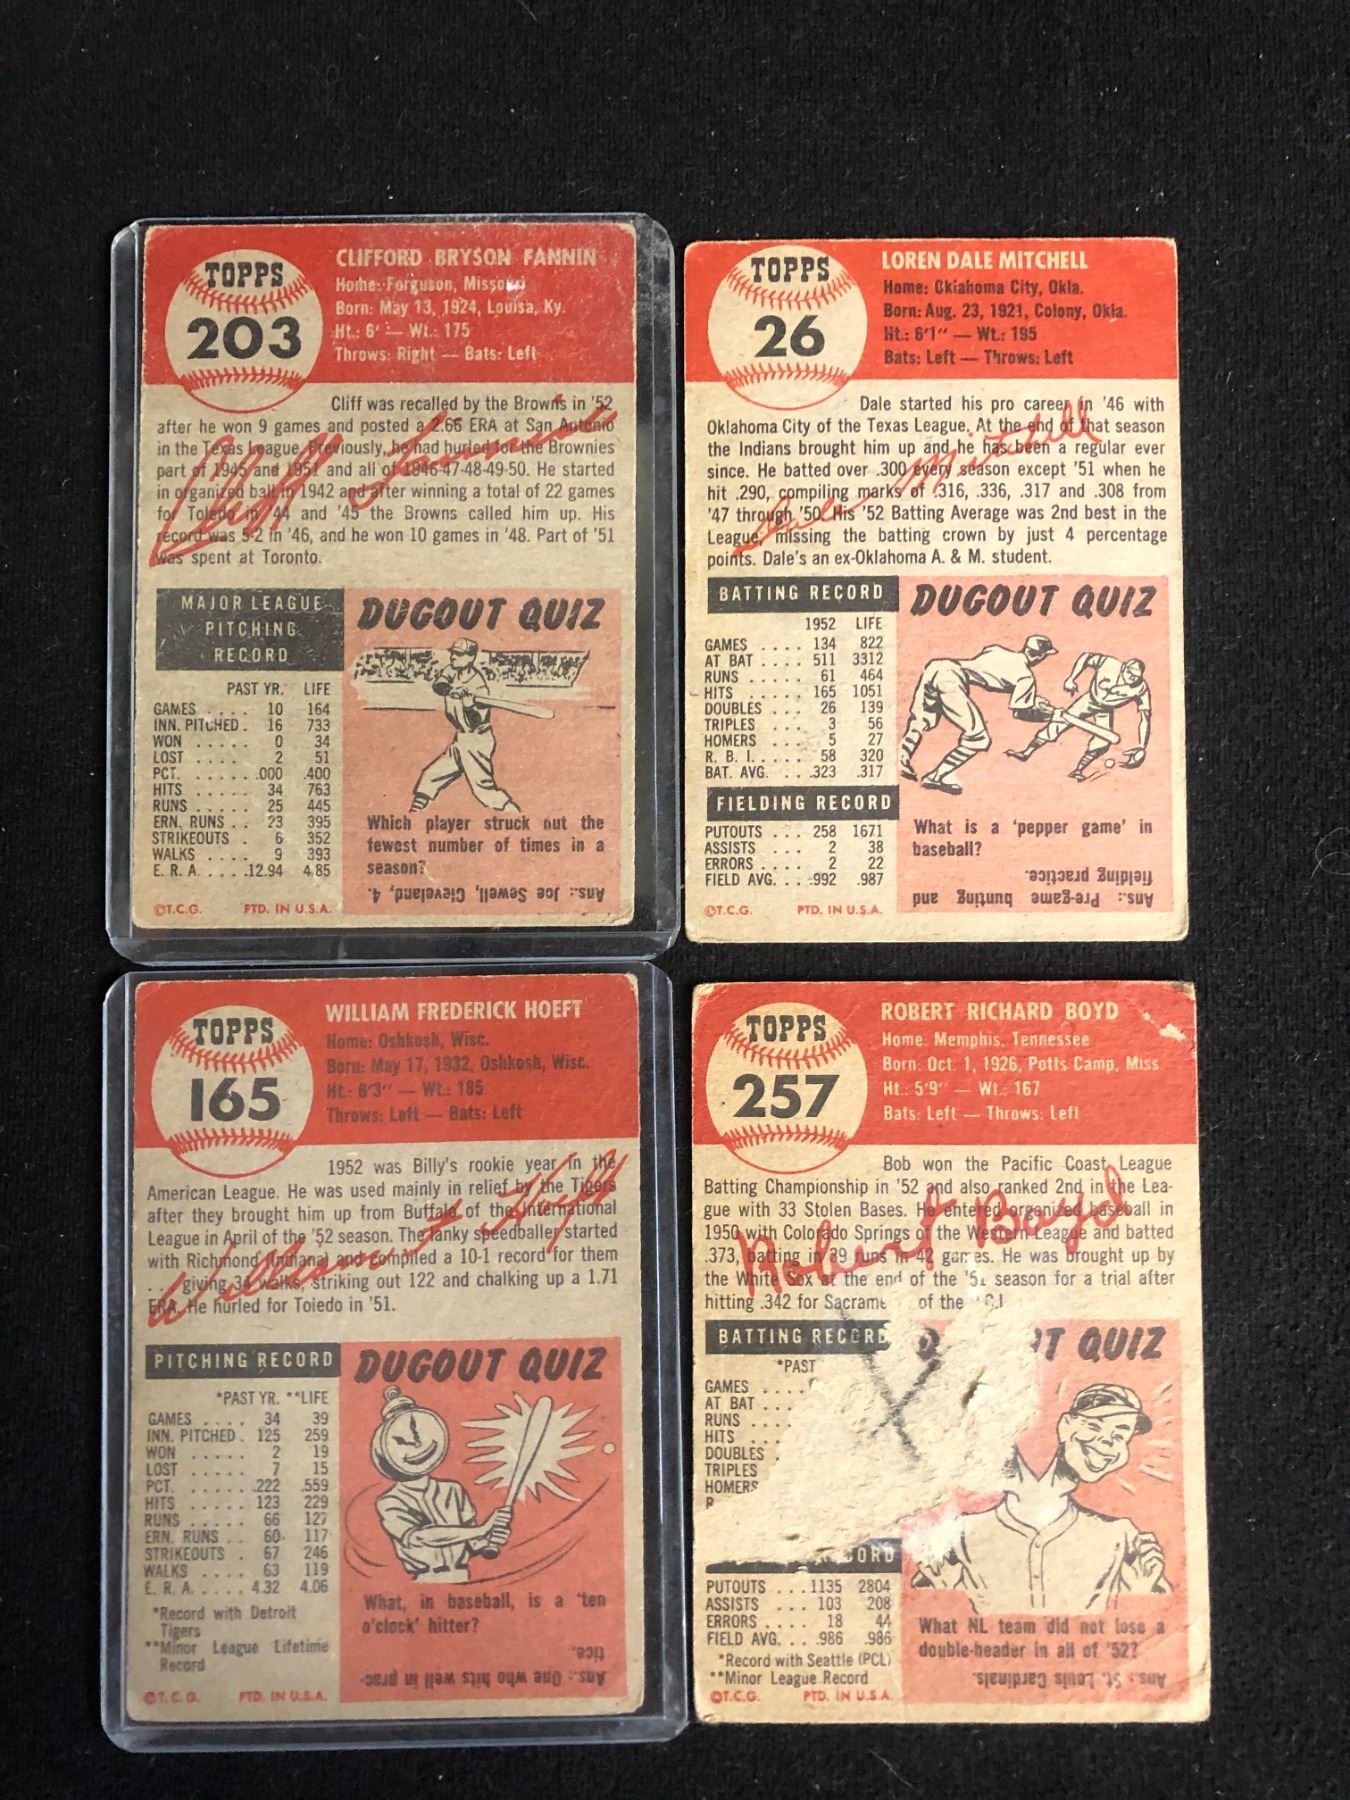 TOPPS
203
CLIFFORD BRYSON FANNIN
Home: Ferguson, Missouri
Born: May 13, 1924, Louisa, Ky.
Ht.: 6' — Wt.: 175
Throws: Right — Bats: Left
Cliff was recalled by the Browns in '52
after he won 9 games and posted a 2.66 ERA at San Antonio
in the Texas League. Previously, he had hurled for the Brownies
part of 1945 and 1951 and all of 1946-47-48-49-50. He started
in organized ball in 1942 and after winning a total of 22 games
for Toledo in '44 and '45 the Browns called him up. His
record was 5-2 in '46, and he won 10 games in '48. Part of '51
was spent at Toronto.
Cliff Fannin
MAJOR LEAGUE
PITCHING
RECORD
PAST YR. LIFE
GAMES .... 10 164
INN. PITCHED . 16 733
WON ..... 0 34
LOST ..... 2 51
PCT. ..... .000 .400
HITS ..... 34 763
RUNS ..... 25 445
ERN. RUNS .. 23 395
STRIKEOUTS . 6 352
WALKS .... 9 393
E. R. A. .... 12.94 4.85
©T.C.G. PTD. IN U.S.A.
DUGOUT QUIZ
Which player struck out the
fewest number of times in a
season?
Ans.: Joe Sewell, Cleveland, 4.
TOPPS
26
LOREN DALE MITCHELL
Home: Oklahoma City, Okla.
Born: Aug. 23, 1921, Colony, Okla.
Ht.: 6'1" — Wt.: 195
Bats: Left — Throws: Left
Dale started his pro career in '46 with
Oklahoma City of the Texas League. At the end of that season
the Indians brought him up and he has been a regular ever
since. He batted over .300 every season except '51 when he
hit .290, compiling marks of .316, .336, .317 and .308 from
'47 through '50. His '52 Batting Average was 2nd best in the
League, missing the batting crown by just 4 percentage
points. Dale's an ex-Oklahoma A. & M. student.
Dale Mitchell
BATTING RECORD
1952 LIFE
GAMES .... 134 822
AT BAT .... 511 3312
RUNS .... 61 464
HITS ..... 165 1051
DOUBLES ... 26 139
TRIPLES ... 3 56
HOMERS ... 5 27
R. B. I. .... 58 320
BAT. AVG. ... .323 .317
FIELDING RECORD
PUTOUTS ... 258 1671
ASSISTS ... 2 38
ERRORS .... 2 22
FIELD AVG. ... .992 .987
©T.C.G. PTD. IN U.S.A.
DUGOUT QUIZ
What is a 'pepper game' in
baseball?
Ans.: Pre-game bunting and
fielding practice.
TOPPS
165
WILLIAM FREDERICK HOEFT
Home: Oshkosh, Wisc.
Born: May 17, 1932, Oshkosh, Wisc.
Ht.: 6'3" — Wt.: 185
Throws: Left — Bats: Left
1952 was Billy's rookie year in the
American League. He was used mainly in relief by the Tigers
after they brought him up from Buffalo of the International
League in April of the '52 season. The lanky speedballer started
with Richmond (Indiana) and compiled a 10-1 record for them
. . . giving 34 walks, striking out 122 and chalking up a 1.71
ERA. He hurled for Toledo in '51.
William F Hoeft
PITCHING RECORD
*PAST YR. **LIFE
GAMES .... 34 39
INN. PITCHED . 125 259
WON ..... 2 19
LOST ..... 7 15
PCT. ..... .222 .559
HITS ..... 123 229
RUNS ..... 66 127
ERN. RUNS .. 60 117
STRIKEOUTS . 67 246
WALKS .... 63 119
E. R. A. .... 4.32 4.06
*Record with Detroit
Tigers
**Minor League Lifetime
Record
©T.C.G. PTD. IN U.S.A.
DUGOUT QUIZ
What, in baseball, is a 'ten
o'clock' hitter?
Ans.: One who hits well in prac-
tice.
TOPPS
257
ROBERT RICHARD BOYD
Home: Memphis, Tennessee
Born: Oct. 1, 1926, Potts Camp, Miss.
Ht.: 5'9" — Wt.: 167
Bats: Left — Throws: Left
Bob won the Pacific Coast League
Batting Championship in '52 and also ranked 2nd in the Lea-
gue with 33 Stolen Bases. He entered organized baseball in
1950 with Colorado Springs of the Western League and batted
.373, batting in 39 runs in 42 games. He was brought up by
the White Sox at the end of the '51 season for a trial after
hitting .342 for Sacrame of the
Robert Boyd
BATTING RECORD
*PAST
GAMES ....
AT BAT ...
RUNS ....
HITS ....
DOUBLES .
TRIPLES
HOMERS
R
ORD
PUTOUTS ... 1135 2804
ASSISTS ... 103 208
ERRORS .... 18 44
FIELD AVG. ... .986 .986
*Record with Seattle (PCL)
**Minor League Record
©T.C.G. PTD. IN U.S.A.
D T QUIZ
What NL team did not lose a
double-header in all of '52?
Ans.: St. Louis Cardinals.